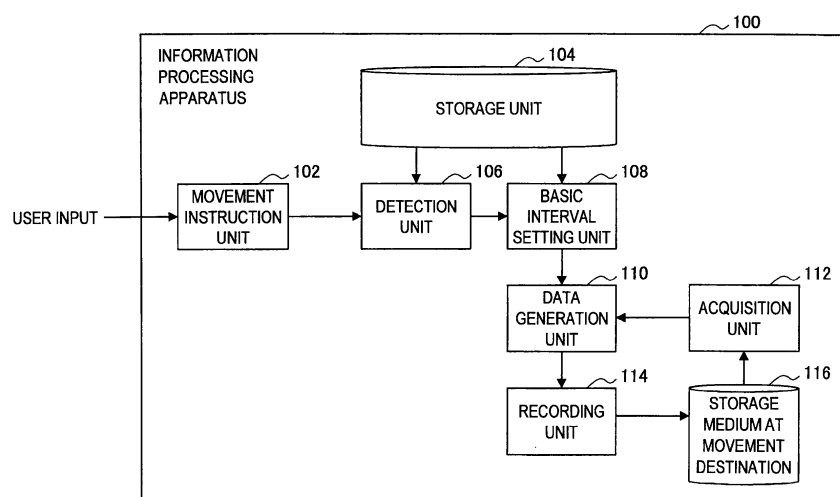 100
INFORMATION
PROCESSING
APPARATUS
104
STORAGE UNIT
102
MOVEMENT
INSTRUCTION
UNIT
106
DETECTION
UNIT
108
BASIC
INTERVAL
SETTING UNIT
USER INPUT
110
DATA
GENERATION
UNIT
112
ACQUISITION
UNIT
114
RECORDING
UNIT
116
STORAGE
MEDIUM AT
MOVEMENT
DESTINATION